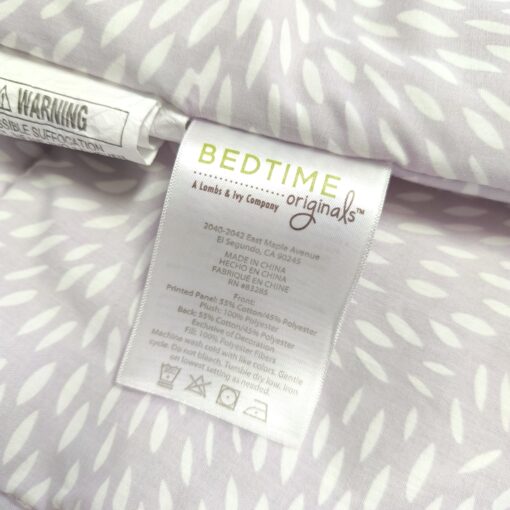 WARNING
SUFFOCATION
BEDTIME
originals™
A Lambs & Ivy Company
2040-2042 East Maple Avenue
El Segundo, CA 90245
MADE IN CHINA
HECHO EN CHINA
FABRIQUÉ EN CHINE
RN #83285
Front:
Printed Panel: 55% Cotton/45% Polyester
Plush: 100% Polyester
Back: 55% Cotton/45% Polyester
Exclusive of Decoration
Fill: 100% Polyester Fibers
Machine wash cold with like colors. Gentle
cycle. Do not bleach. Tumble dry low. Iron
on lowest setting as needed.